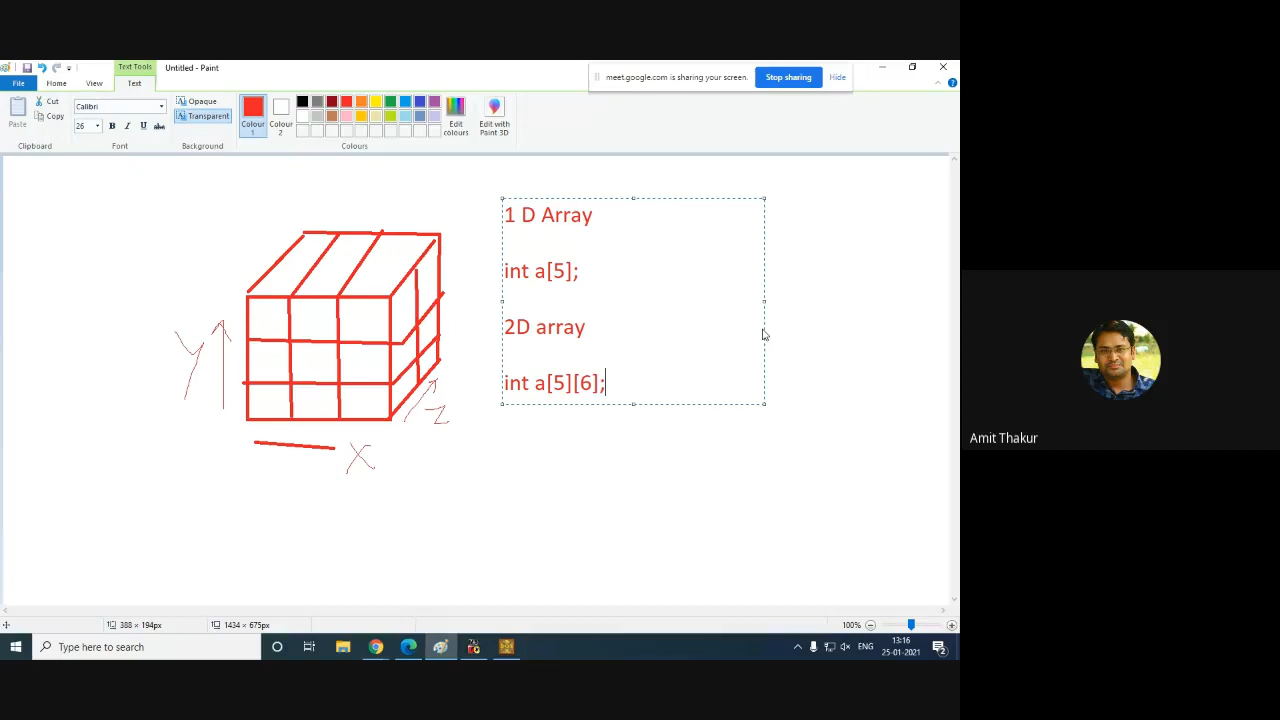 Text Tools
Untitled - Paint
meet.google.com is sharing your screen.
Stop sharing
Hide
File
Home
View
Text
Paste
Cut
Copy
Clipboard
Calibri
26
B I U abc
Font
Opaque
Transparent
Background
Colour 1
Colour 2
Edit colours
Edit with Paint 3D
Colours
1 D Array
int a[5];
2D array
int a[5][6];
Y
Z
X
Amit Thakur
388 × 194px
1434 × 675px
100%
Type here to search
ENG
13:16
25-01-2021
2